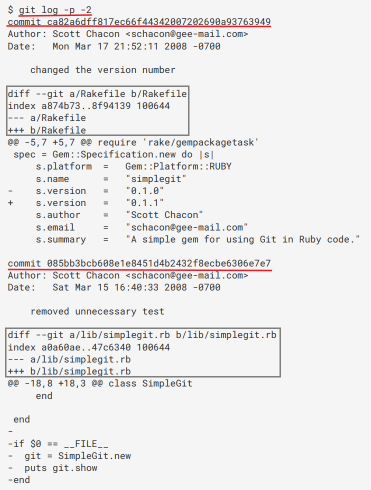 $ git log -p -2
commit ca82a6dff817ec66f44342007202690a93763949
Author: Scott Chacon <schacon@gee-mail.com>
Date:   Mon Mar 17 21:52:11 2008 -0700

    changed the version number

diff --git a/Rakefile b/Rakefile
index a874b73..8f94139 100644
--- a/Rakefile
+++ b/Rakefile
@@ -5,7 +5,7 @@ require 'rake/gempackagetask'
 spec = Gem::Specification.new do |s|
     s.platform  =   Gem::Platform::RUBY
     s.name      =   "simplegit"
-    s.version   =   "0.1.0"
+    s.version   =   "0.1.1"
     s.author    =   "Scott Chacon"
     s.email     =   "schacon@gee-mail.com"
     s.summary   =   "A simple gem for using Git in Ruby code."

commit 085bb3bcb608e1e8451d4b2432f8ecbe6306e7e7
Author: Scott Chacon <schacon@gee-mail.com>
Date:   Sat Mar 15 16:40:33 2008 -0700

    removed unnecessary test

diff --git a/lib/simplegit.rb b/lib/simplegit.rb
index a0a60ae..47c6340 100644
--- a/lib/simplegit.rb
+++ b/lib/simplegit.rb
@@ -18,8 +18,3 @@ class SimpleGit
     end

 end
-
-if $0 == __FILE__
-  git = SimpleGit.new
-  puts git.show
-end